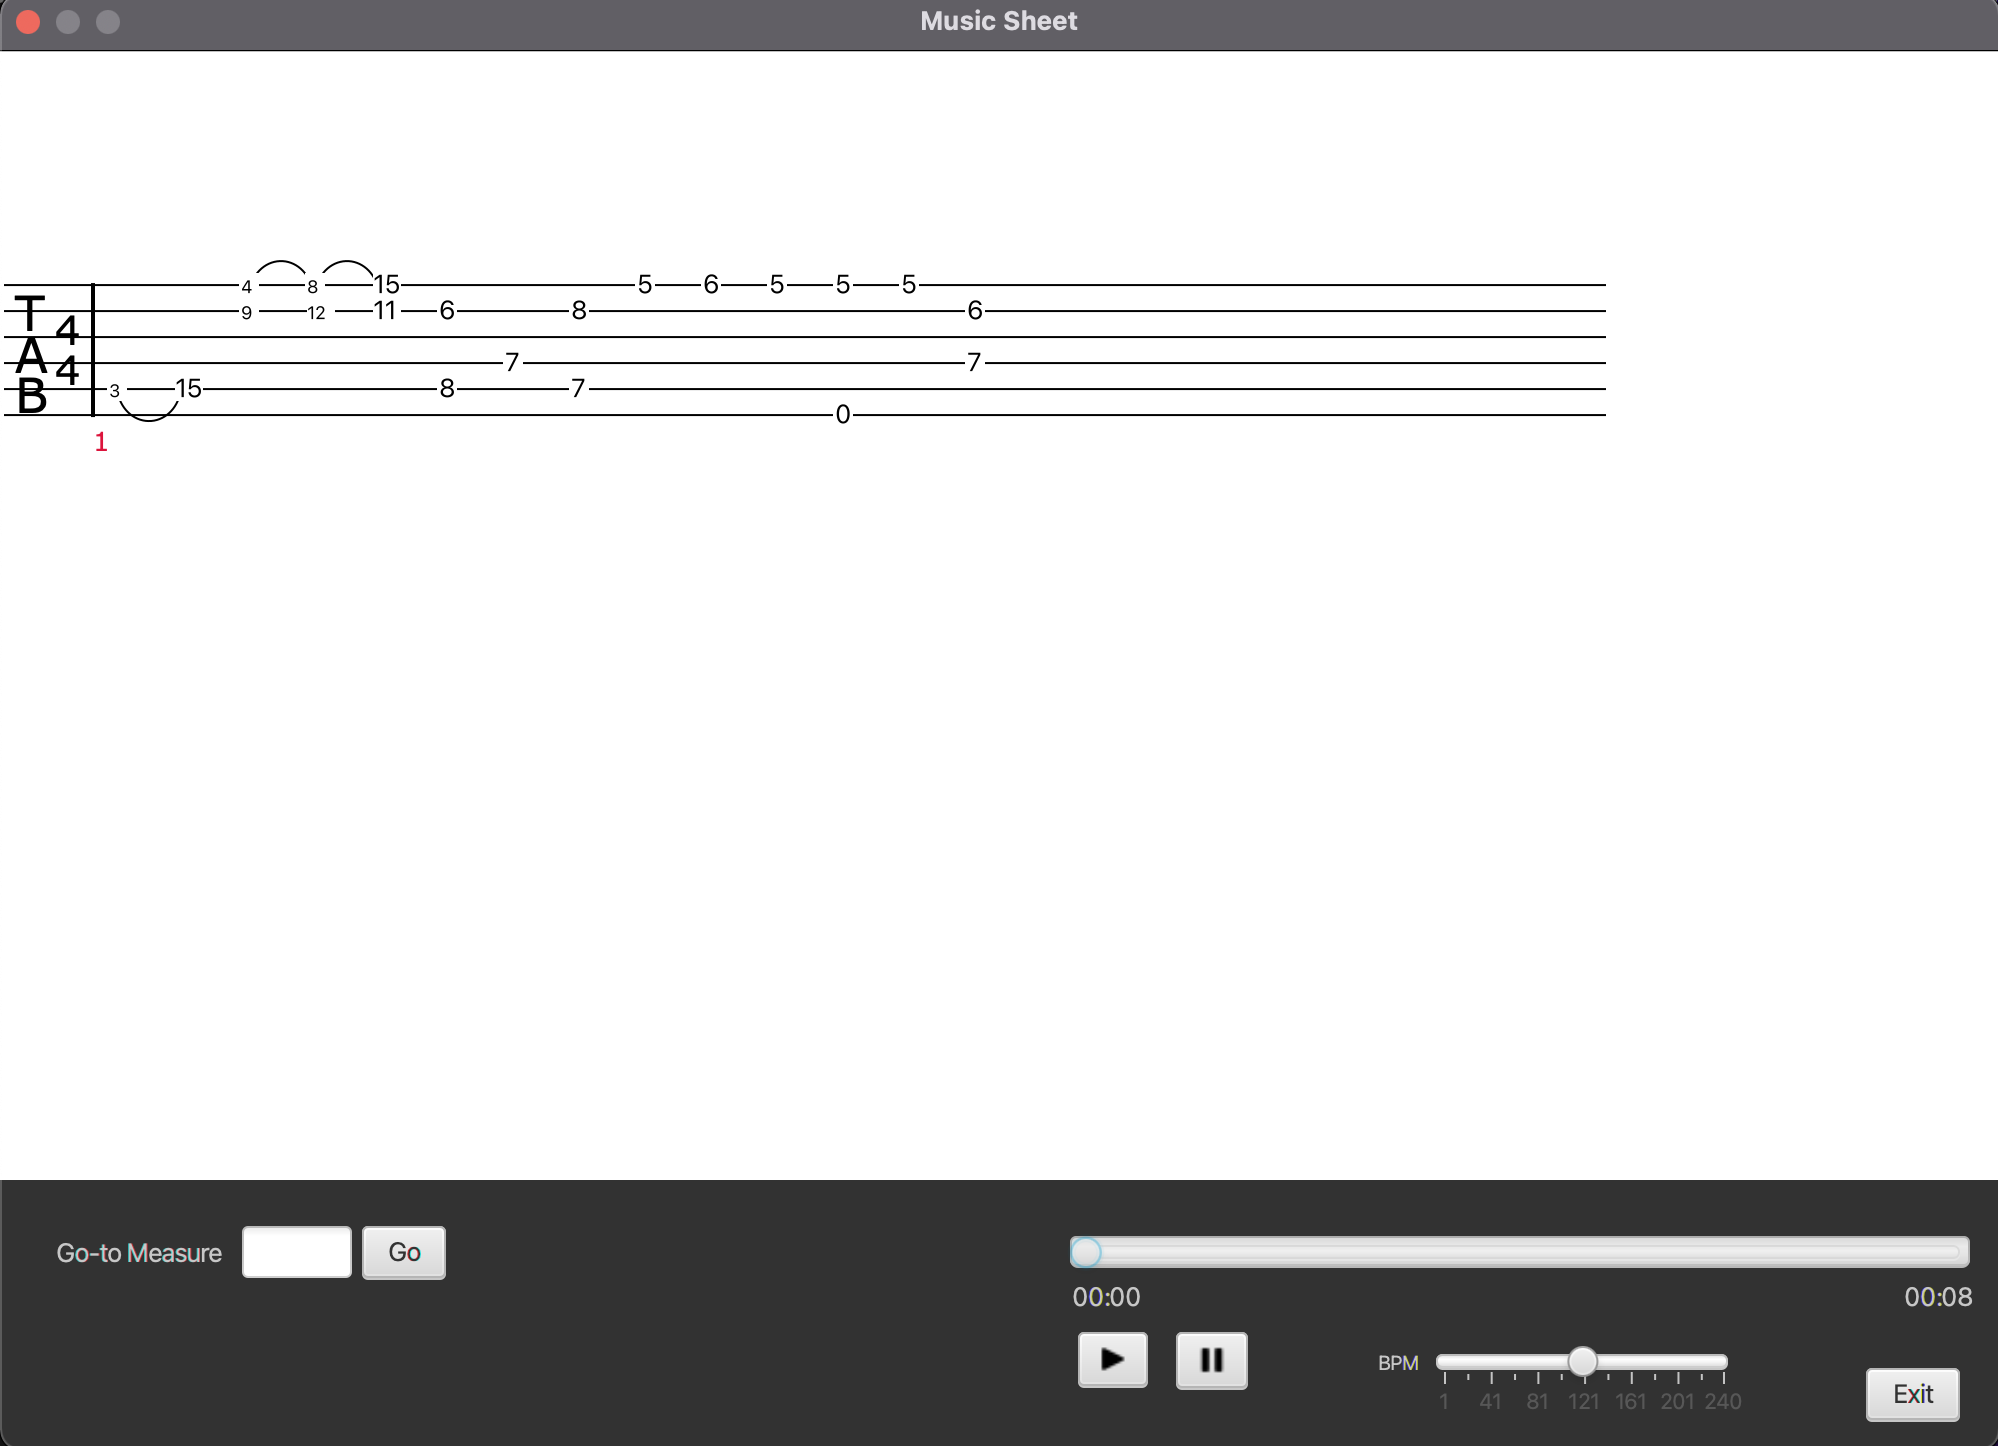 Music Sheet
4 8 15 5 6 5 5 5
T 9 12 11 6 8 6
4
A 4 7 7
B 3 15 8 7
0
1
Go-to Measure Go
00:00 00:08
BPM
1 41 81 121 161 201 240
Exit